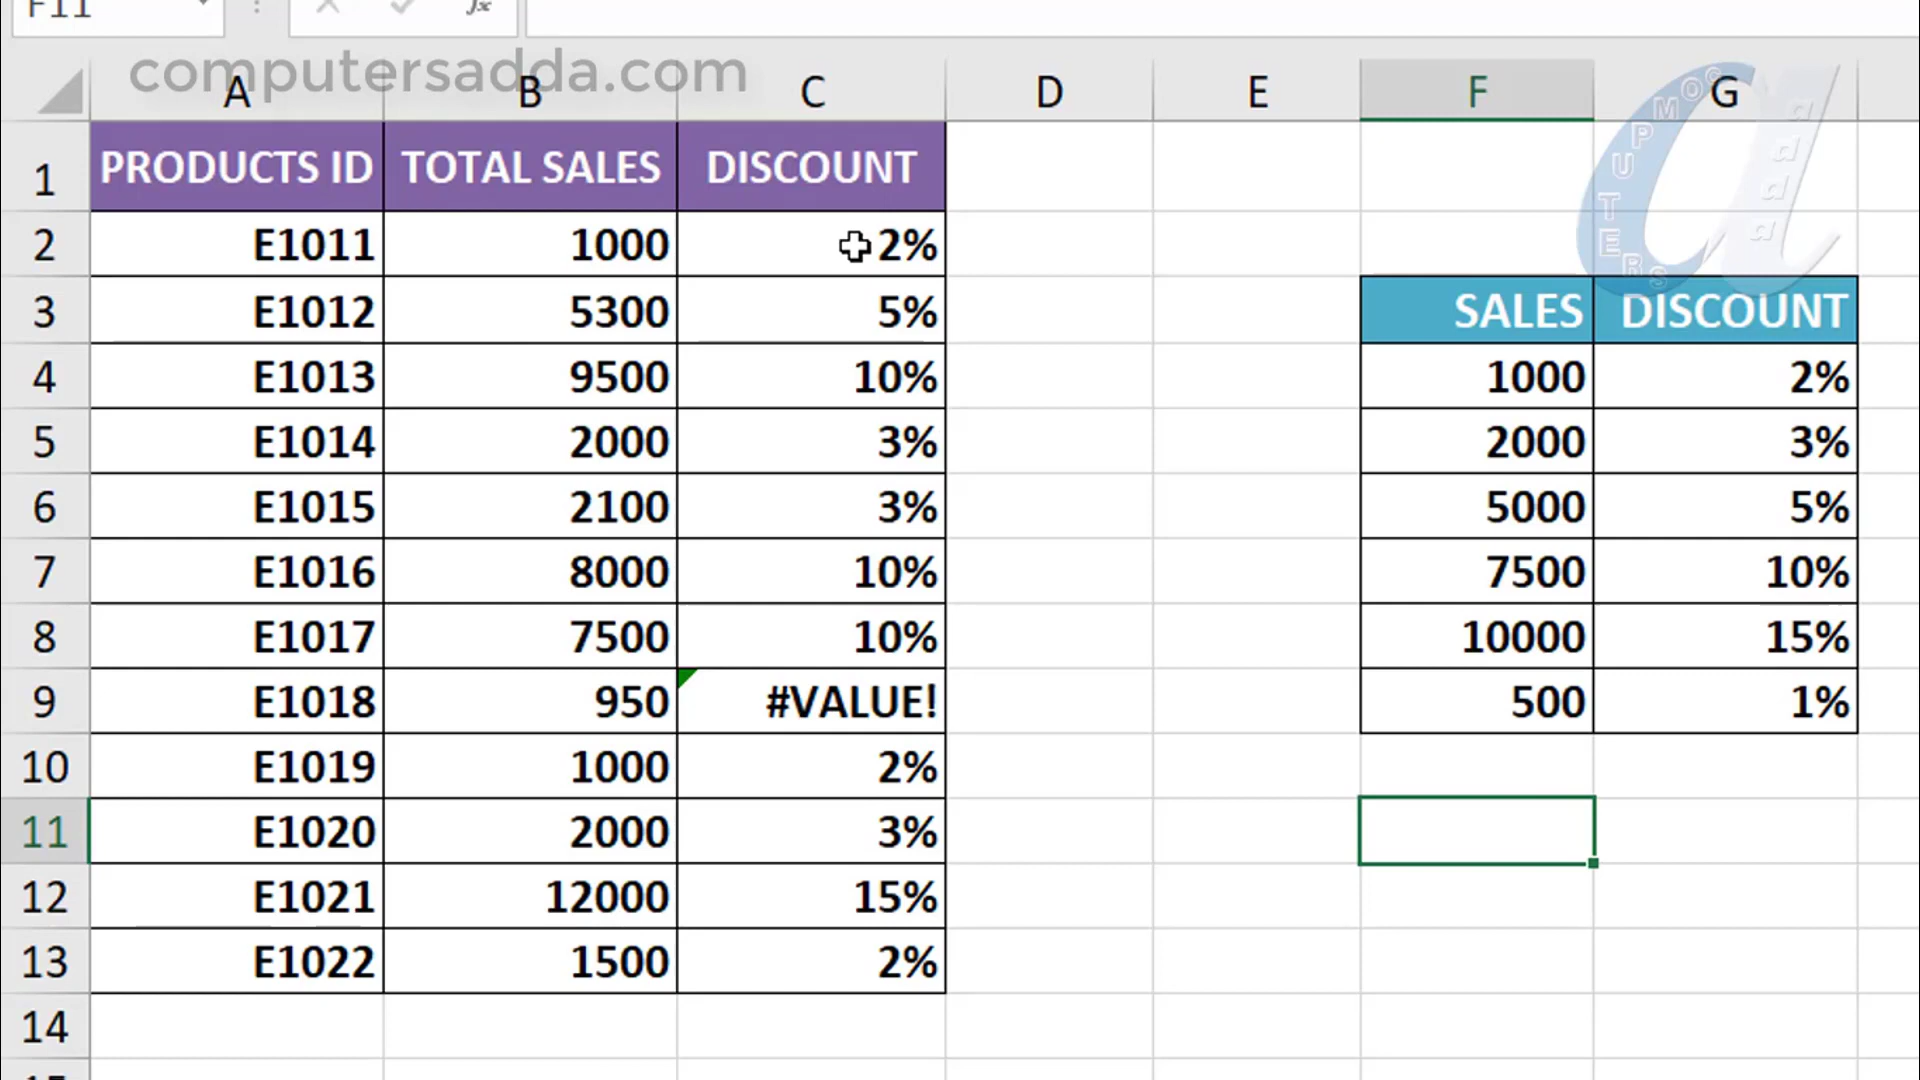 F11
fx
computersadda.com
A B C D E F G
COMPUTERS adda
1 PRODUCTS ID TOTAL SALES DISCOUNT
2 E1011 1000 2%
3 E1012 5300 5% SALES DISCOUNT
4 E1013 9500 10% 1000 2%
5 E1014 2000 3% 2000 3%
6 E1015 2100 3% 5000 5%
7 E1016 8000 10% 7500 10%
8 E1017 7500 10% 10000 15%
9 E1018 950 #VALUE! 500 1%
10 E1019 1000 2%
11 E1020 2000 3%
12 E1021 12000 15%
13 E1022 1500 2%
14
15